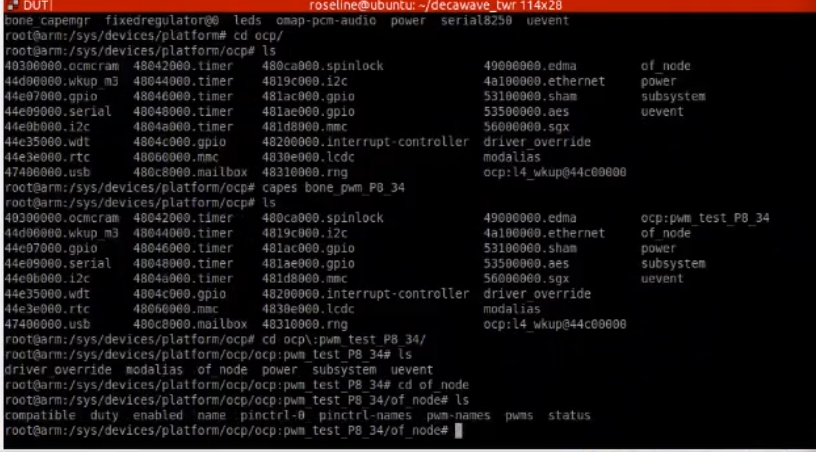 DUT
roseline@ubuntu: ~/decawave_twr 114x28
bone_capemgr fixedregulator@0 leds omap-pcm-audio power serial8250 uevent
root@arm:/sys/devices/platform# cd ocp/
root@arm:/sys/devices/platform/ocp# ls
40300000.ocmcram 48042000.timer 480ca000.spinlock 49000000.edma of_node
44d00000.wkup_m3 48044000.timer 4819c000.i2c 4a100000.ethernet power
44e07000.gpio 48046000.timer 481ac000.gpio 53100000.sham subsystem
44e09000.serial 48048000.timer 481ae000.gpio 53500000.aes uevent
44e0b000.i2c 4804a000.timer 481d8000.mmc 56000000.sgx
44e35000.wdt 4804c000.gpio 48200000.interrupt-controller driver_override
44e3e000.rtc 48060000.mmc 4830e000.lcdc modalias
47400000.usb 480c8000.mailbox 48310000.rng ocp:l4_wkup@44c00000
root@arm:/sys/devices/platform/ocp# capes bone_pwm_P8_34
root@arm:/sys/devices/platform/ocp# ls
40300000.ocmcram 48042000.timer 480ca000.spinlock 49000000.edma ocp:pwm_test_P8_34
44d00000.wkup_m3 48044000.timer 4819c000.i2c 4a100000.ethernet of_node
44e07000.gpio 48046000.timer 481ac000.gpio 53100000.sham power
44e09000.serial 48048000.timer 481ae000.gpio 53500000.aes subsystem
44e0b000.i2c 4804a000.timer 481d8000.mmc 56000000.sgx uevent
44e35000.wdt 4804c000.gpio 48200000.interrupt-controller driver_override
44e3e000.rtc 48060000.mmc 4830e000.lcdc modalias
47400000.usb 480c8000.mailbox 48310000.rng ocp:l4_wkup@44c00000
root@arm:/sys/devices/platform/ocp# cd ocp\:pwm_test_P8_34/
root@arm:/sys/devices/platform/ocp/ocp:pwm_test_P8_34# ls
driver_override modalias of_node power subsystem uevent
root@arm:/sys/devices/platform/ocp/ocp:pwm_test_P8_34# cd of_node
root@arm:/sys/devices/platform/ocp/ocp:pwm_test_P8_34/of_node# ls
compatible duty enabled name pinctrl-0 pinctrl-names pwm-names pwms status
root@arm:/sys/devices/platform/ocp/ocp:pwm_test_P8_34/of_node#